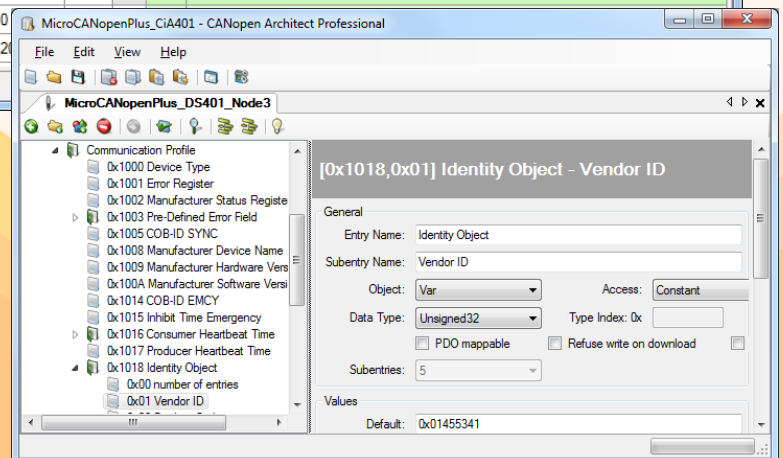 MicroCANopenPlus_CiA401 - CANopen Architect Professional
File Edit View Help
MicroCANopenPlus_DS401_Node3
Communication Profile
0x1000 Device Type
0x1001 Error Register
0x1002 Manufacturer Status Registe
0x1003 Pre-Defined Error Field
0x1005 COB-ID SYNC
0x1008 Manufacturer Device Name
0x1009 Manufacturer Hardware Vers
0x100A Manufacturer Software Versi
0x1014 COB-ID EMCY
0x1015 Inhibit Time Emergency
0x1016 Consumer Heartbeat Time
0x1017 Producer Heartbeat Time
0x1018 Identity Object
0x00 number of entries
0x01 Vendor ID
[0x1018,0x01] Identity Object - Vendor ID
General
Entry Name: Identity Object
Subentry Name: Vendor ID
Object: Var Access: Constant
Data Type: Unsigned32 Type Index: 0x
PDO mappable Refuse write on download
Subentries: 5
Values
Default: 0x01455341